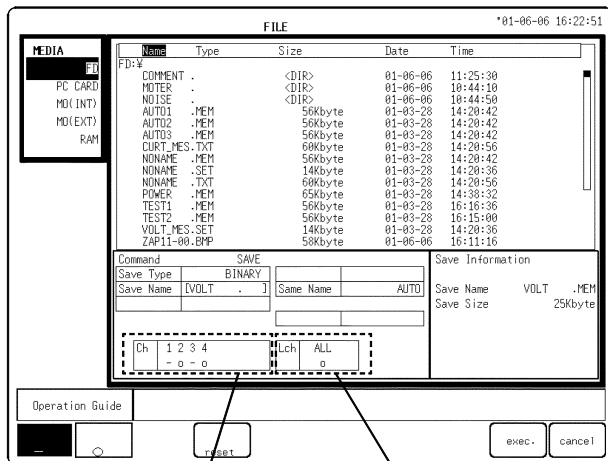 FILE
'01-06-06 16:22:51
MEDIA
FD
PC CARD
MO(INT)
MO(EXT)
RAM
Name Type Size Date Time
FD:¥
COMMENT . <DIR> 01-06-06 11:25:30
MOTER . <DIR> 01-06-06 10:44:10
NOISE . <DIR> 01-06-06 10:44:50
AUTO1 .MEM 56Kbyte 01-03-28 14:20:42
AUTO2 .MEM 56Kbyte 01-03-28 14:20:42
AUTO3 .MEM 56Kbyte 01-03-28 14:20:42
CURT_MES.TXT 60Kbyte 01-03-28 14:20:56
NONAME .MEM 56Kbyte 01-03-28 14:20:42
NONAME .SET 14Kbyte 01-03-28 14:20:36
NONAME .TXT 60Kbyte 01-03-28 14:20:56
POWER .MEM 65Kbyte 01-03-28 14:38:32
TEST1 .MEM 56Kbyte 01-03-28 16:16:36
TEST2 .MEM 56Kbyte 01-03-28 16:15:00
VOLT_MES.SET 14Kbyte 01-03-28 14:20:36
ZAP11-00.BMP 58Kbyte 01-06-06 16:11:16
Command SAVE
Save Type BINARY
Save Name [VOLT . ] Same Name AUTO
Ch 1 2 3 4
- o - o
Lch ALL
o
Save Information
Save Name VOLT .MEM
Save Size 25Kbyte
Operation Guide
reset
exec.
cancel